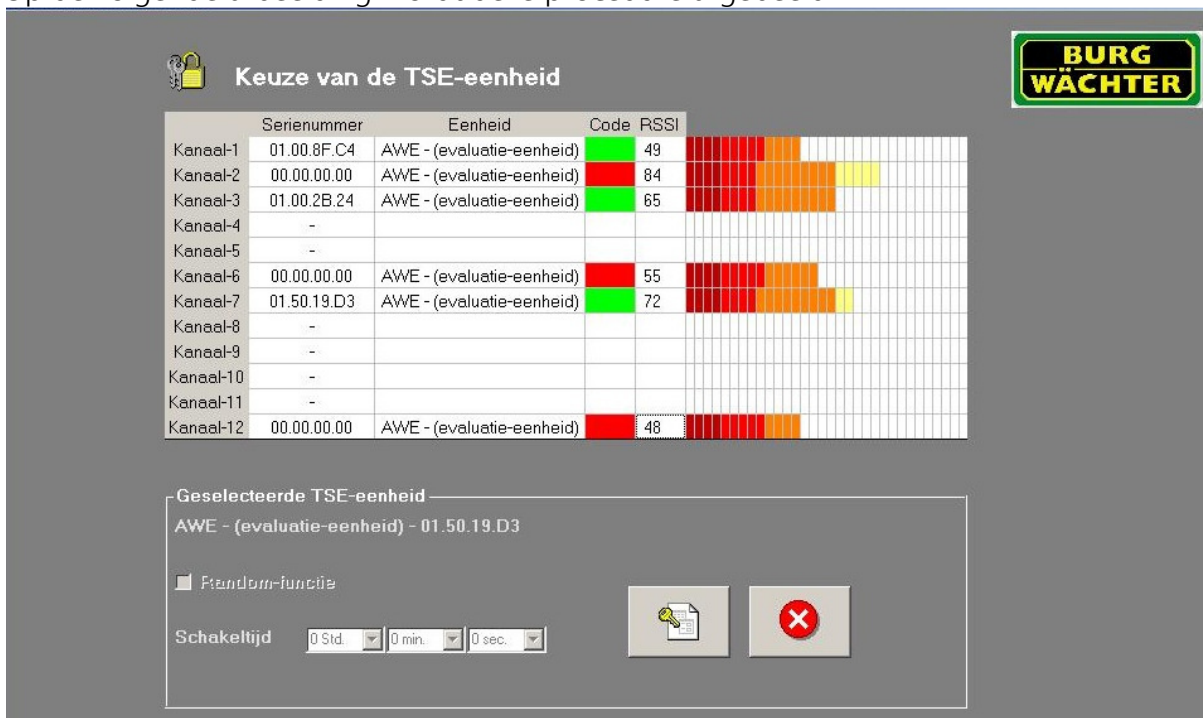 BURG
WÄCHTER
Keuze van de TSE-eenheid
Serienummer Eenheid Code RSSI
Kanaal-1 01.00.8F.C4 AWE - (evaluatie-eenheid) 49
Kanaal-2 00.00.00.00 AWE - (evaluatie-eenheid) 84
Kanaal-3 01.00.2B.24 AWE - (evaluatie-eenheid) 65
Kanaal-4 -
Kanaal-5 -
Kanaal-6 00.00.00.00 AWE - (evaluatie-eenheid) 55
Kanaal-7 01.50.19.D3 AWE - (evaluatie-eenheid) 72
Kanaal-8 -
Kanaal-9 -
Kanaal-10 -
Kanaal-11 -
Kanaal-12 00.00.00.00 AWE - (evaluatie-eenheid) 48
Geselecteerde TSE-eenheid
AWE - (evaluatie-eenheid) - 01.50.19.D3
Random-functie
Schakeltijd 0 Std. 0 min. 0 sec.